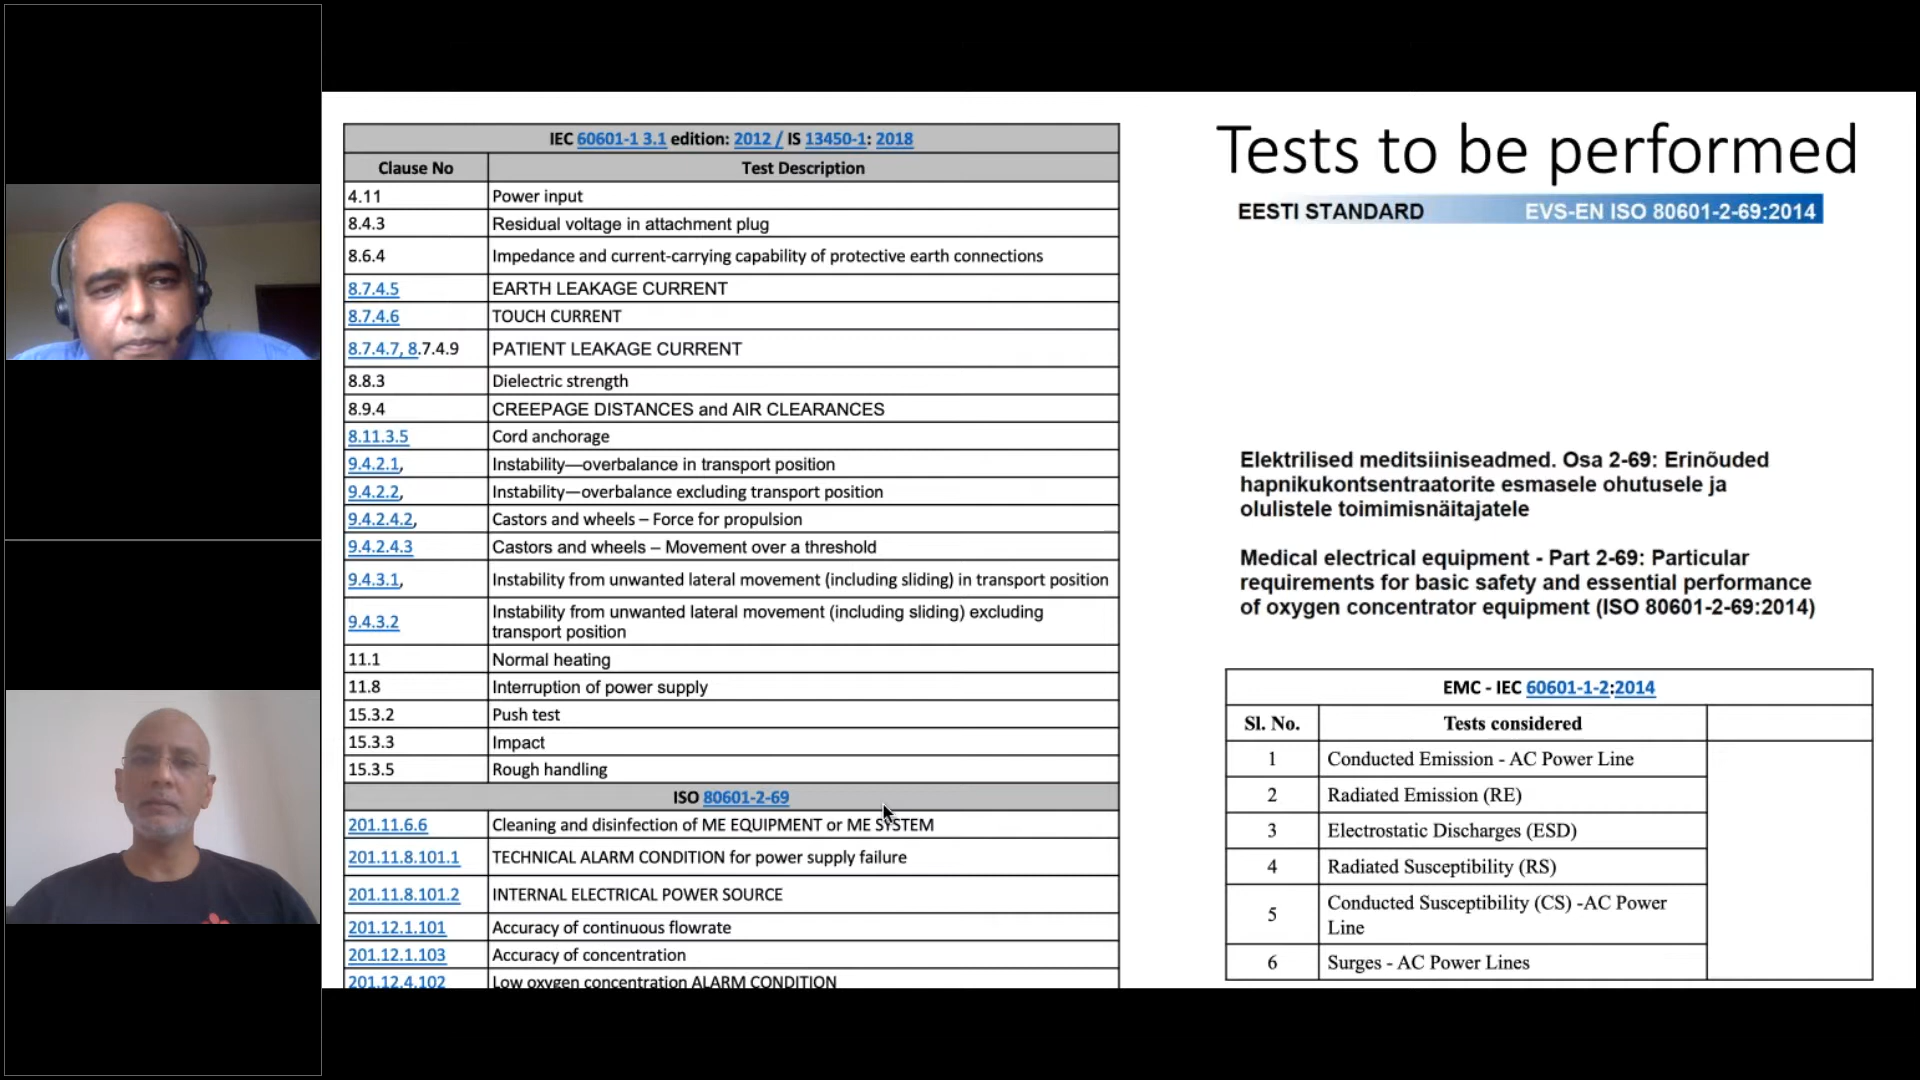 IEC 60601-1 3.1 edition: 2012 / IS 13450-1: 2018
Clause No Test Description
4.11 Power input
8.4.3 Residual voltage in attachment plug
8.6.4 Impedance and current-carrying capability of protective earth connections
8.7.4.5 EARTH LEAKAGE CURRENT
8.7.4.6 TOUCH CURRENT
8.7.4.7, 8.7.4.9 PATIENT LEAKAGE CURRENT
8.8.3 Dielectric strength
8.9.4 CREEPAGE DISTANCES and AIR CLEARANCES
8.11.3.5 Cord anchorage
9.4.2.1, Instability—overbalance in transport position
9.4.2.2, Instability—overbalance excluding transport position
9.4.2.4.2, Castors and wheels – Force for propulsion
9.4.2.4.3 Castors and wheels – Movement over a threshold
9.4.3.1, Instability from unwanted lateral movement (including sliding) in transport position
9.4.3.2 Instability from unwanted lateral movement (including sliding) excluding
transport position
11.1 Normal heating
11.8 Interruption of power supply
15.3.2 Push test
15.3.3 Impact
15.3.5 Rough handling
ISO 80601-2-69
201.11.6.6 Cleaning and disinfection of ME EQUIPMENT or ME SYSTEM
201.11.8.101.1 TECHNICAL ALARM CONDITION for power supply failure
201.11.8.101.2 INTERNAL ELECTRICAL POWER SOURCE
201.12.1.101 Accuracy of continuous flowrate
201.12.1.103 Accuracy of concentration
201.12.4.102 Low oxygen concentration ALARM CONDITION
Tests to be performed
EESTI STANDARD EVS-EN ISO 80601-2-69:2014
Elektrilised meditsiiniseadmed. Osa 2-69: Erinõuded
hapnikukontsentraatorite esmasele ohutusele ja
olulistele toimimisnäitajatele
Medical electrical equipment - Part 2-69: Particular
requirements for basic safety and essential performance
of oxygen concentrator equipment (ISO 80601-2-69:2014)
EMC - IEC 60601-1-2:2014
Sl. No. Tests considered
1 Conducted Emission - AC Power Line
2 Radiated Emission (RE)
3 Electrostatic Discharges (ESD)
4 Radiated Susceptibility (RS)
5 Conducted Susceptibility (CS) -AC Power
Line
6 Surges - AC Power Lines